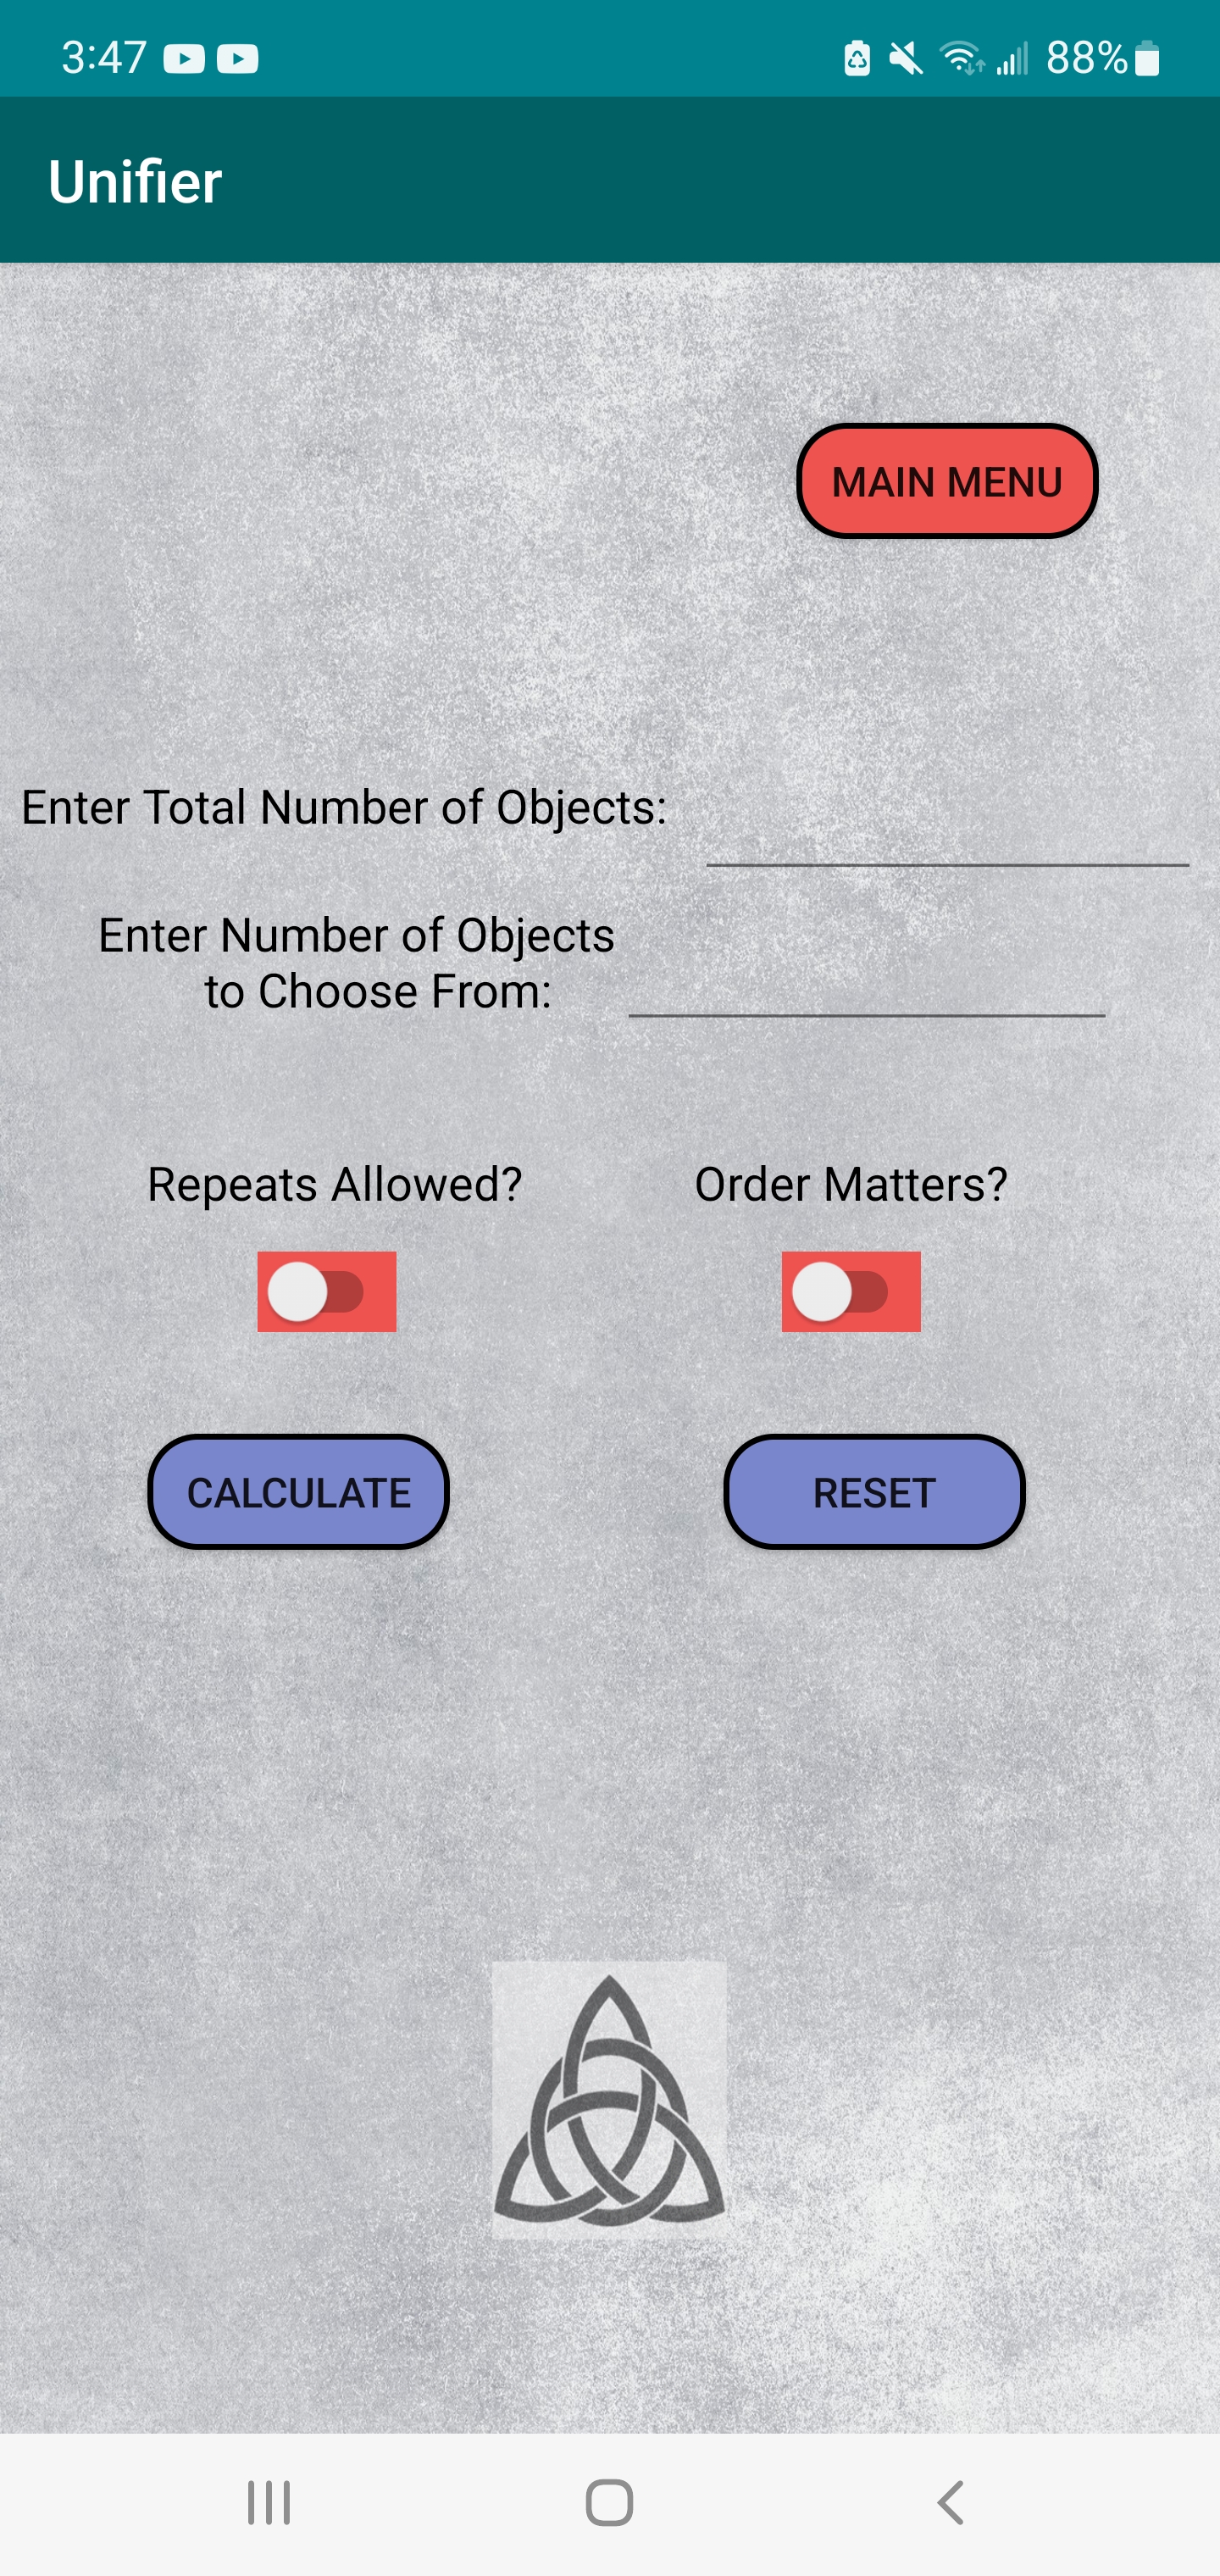 3:47
88%
Unifier
MAIN MENU
Enter Total Number of Objects:
Enter Number of Objects
to Choose From:
Repeats Allowed?
Order Matters?
CALCULATE
RESET